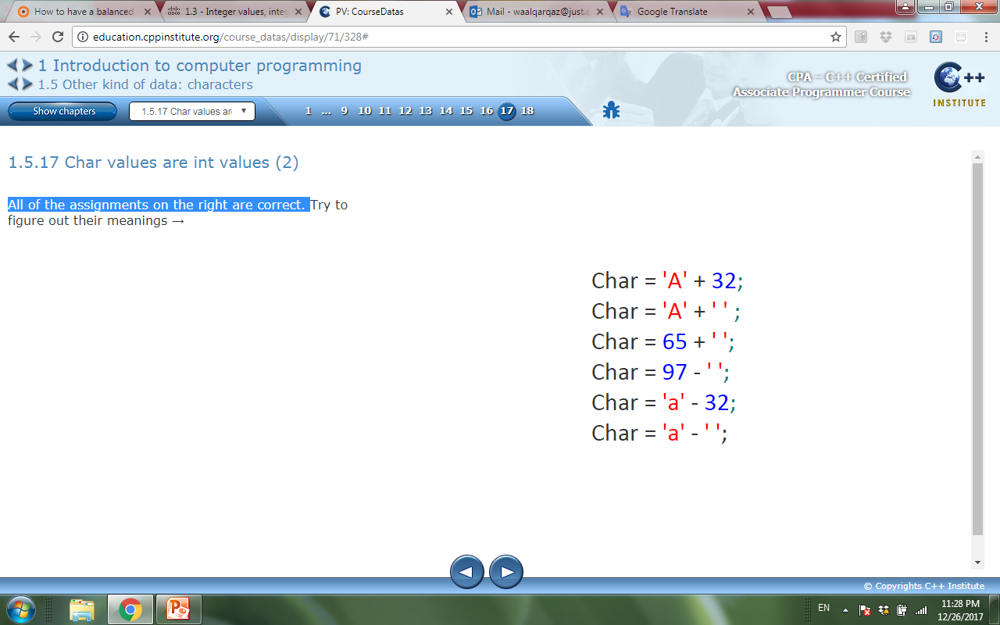 How to have a balanced
1.3 - Integer values, integ
PV: CourseDatas
Mail - waalqarqaz@just.e
Google Translate
education.cppinstitute.org/course_datas/display/71/328#
1 Introduction to computer programming
1.5 Other kind of data: characters
CPA – C++ Certified
Associate Programmer Course
C++
INSTITUTE
Show chapters
1.5.17 Char values are
1 ... 9 10 11 12 13 14 15 16 17 18
1.5.17 Char values are int values (2)
All of the assignments on the right are correct. Try to
figure out their meanings →
Char = 'A' + 32;
Char = 'A' + ' ' ;
Char = 65 + ' ';
Char = 97 - ' ';
Char = 'a' - 32;
Char = 'a' - ' ';
© Copyrights C++ Institute
EN
11:28 PM
12/26/2017